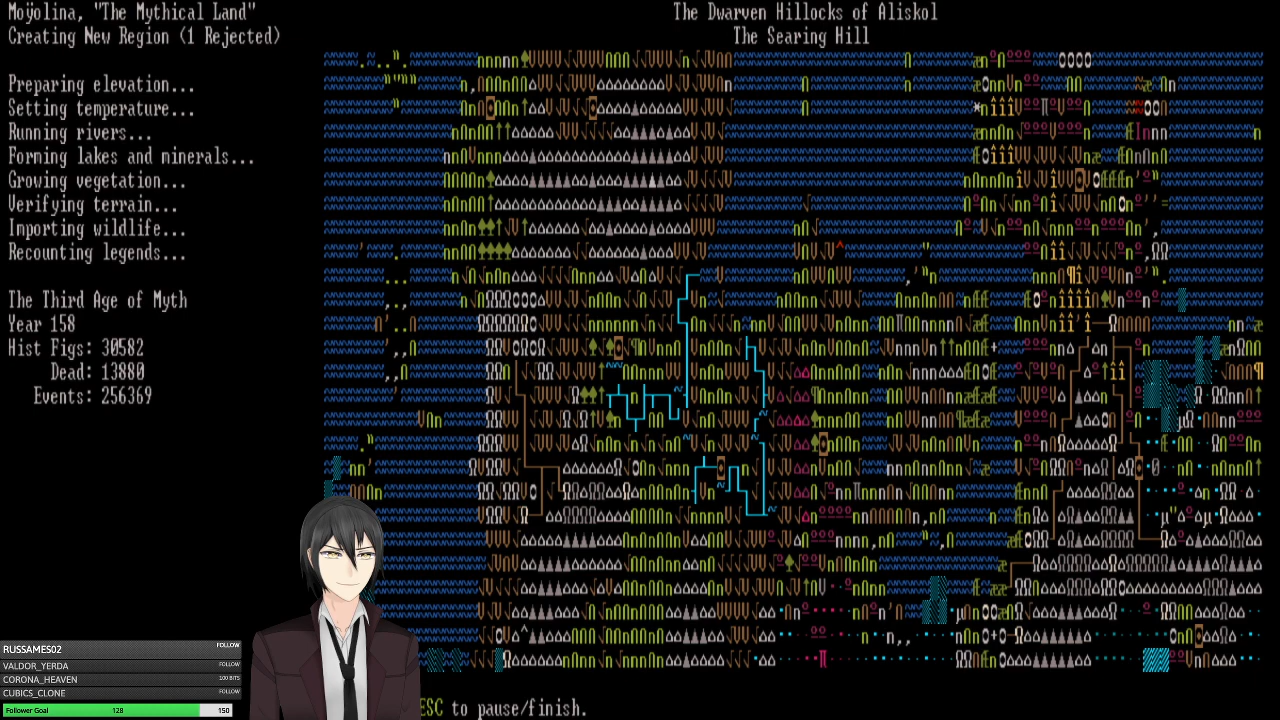 Moÿolina, "The Mythical Land"
Creating New Region (1 Rejected)
The Dwarven Hillocks of Aliskol
The Searing Hill
Preparing elevation...
Setting temperature...
Running rivers...
Forming lakes and minerals...
Growing vegetation...
Verifying terrain...
Importing wildlife...
Recounting legends...
The Third Age of Myth
Year 158
Hist Figs: 30582
Dead: 13880
Events: 256369
RUSSAMES02 FOLLOW
VALDOR_YERDA FOLLOW
CORONA_HEAVEN 100 BITS
CUBICS_CLONE FOLLOW
Follower Goal 128 150
ESC to pause/finish.